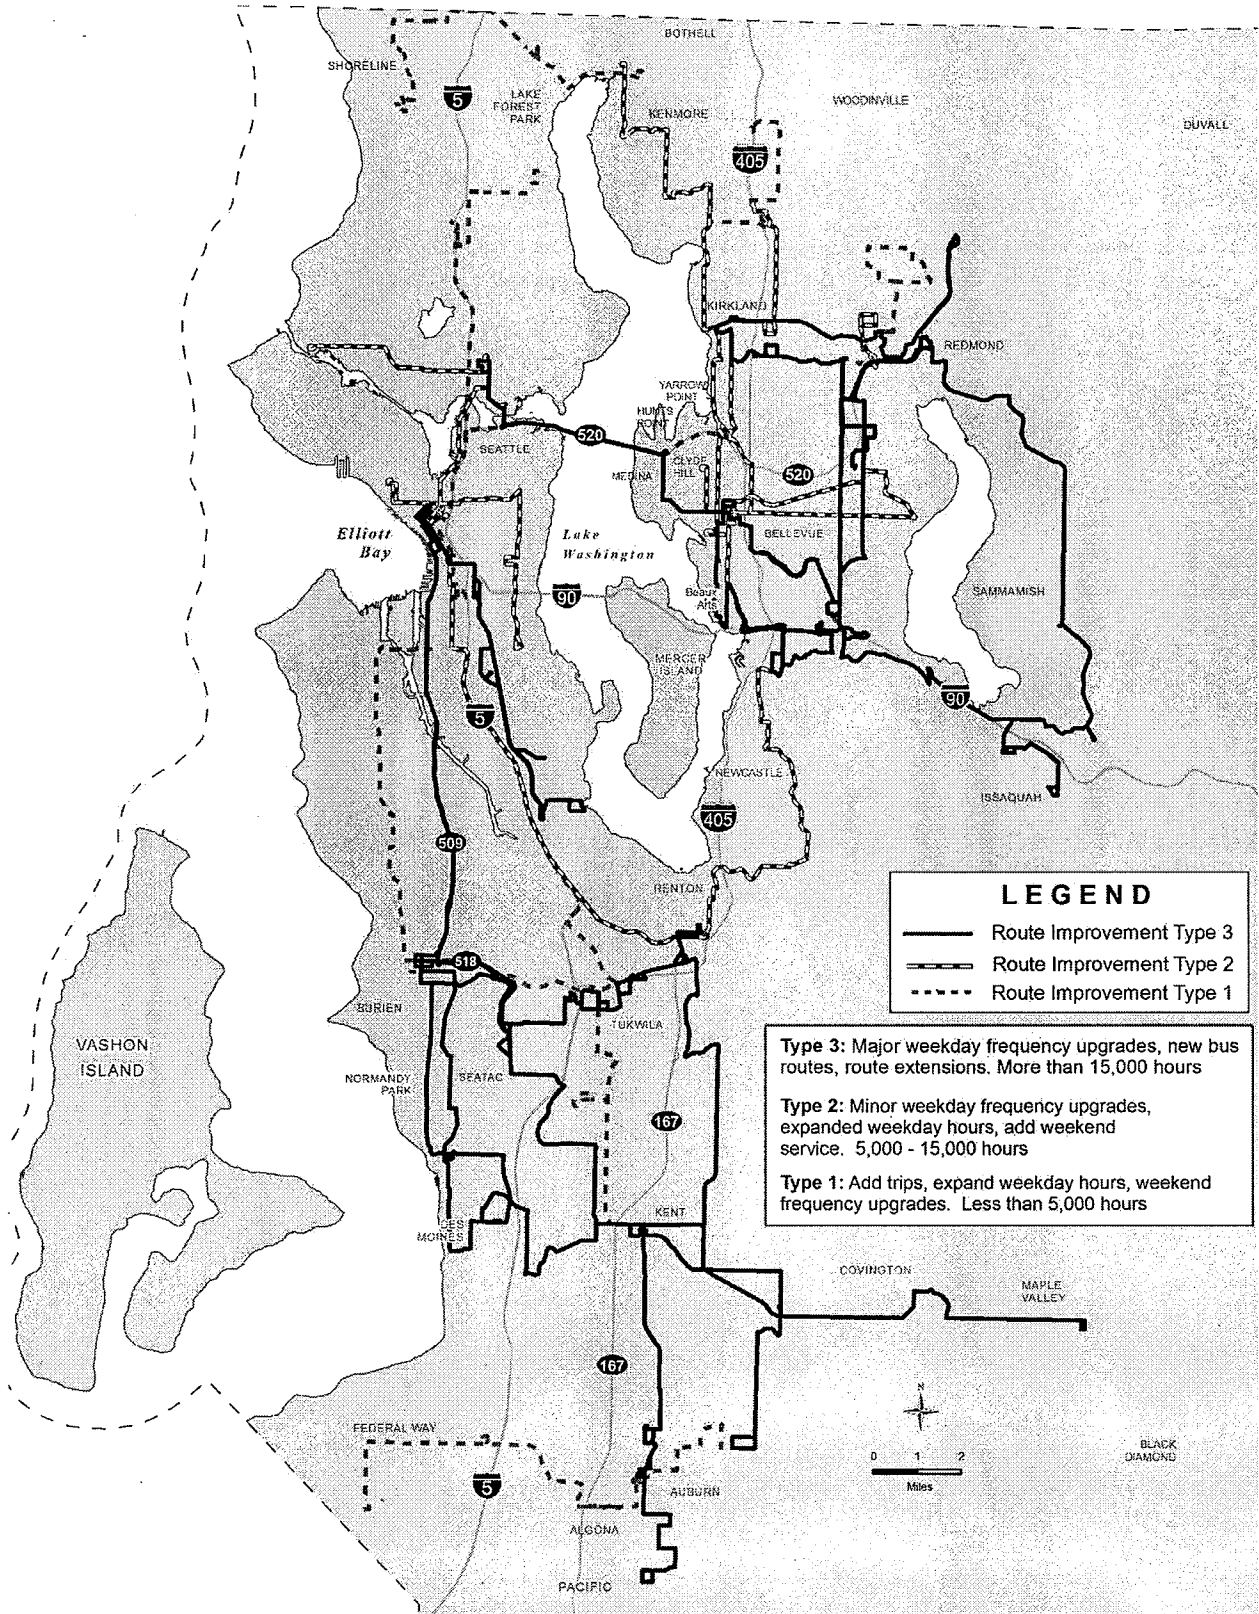 BOTHELL
SHORELINE
5
LAKE
FOREST
PARK
WOODINVILLE
KENMORE
DUVALL
405
KIRKLAND
REDMOND
YARROW
POINT
HUNTS
POINT
SEATTLE
520
CLYDE
HILL
MEDINA
520
Elliott
Bay
Lake
Washington
BELLEVUE
90
Beaux
Arts
SAMMAMISH
MERCER
ISLAND
90
5
NEWCASTLE
ISSAQUAH
405
509
RENTON
LEGEND
Route Improvement Type 3
Route Improvement Type 2
Route Improvement Type 1
518
BURIEN
TUKWILA
VASHON
ISLAND
NORMANDY
PARK
SEATAC
Type 3: Major weekday frequency upgrades, new bus
routes, route extensions. More than 15,000 hours
Type 2: Minor weekday frequency upgrades,
expanded weekday hours, add weekend
service. 5,000 - 15,000 hours
Type 1: Add trips, expand weekday hours, weekend
frequency upgrades. Less than 5,000 hours
167
KENT
DES
MOINES
COVINGTON
MAPLE
VALLEY
167
N
FEDERAL WAY
0 1 2
Miles
BLACK
DIAMOND
5
AUBURN
ALGONA
PACIFIC